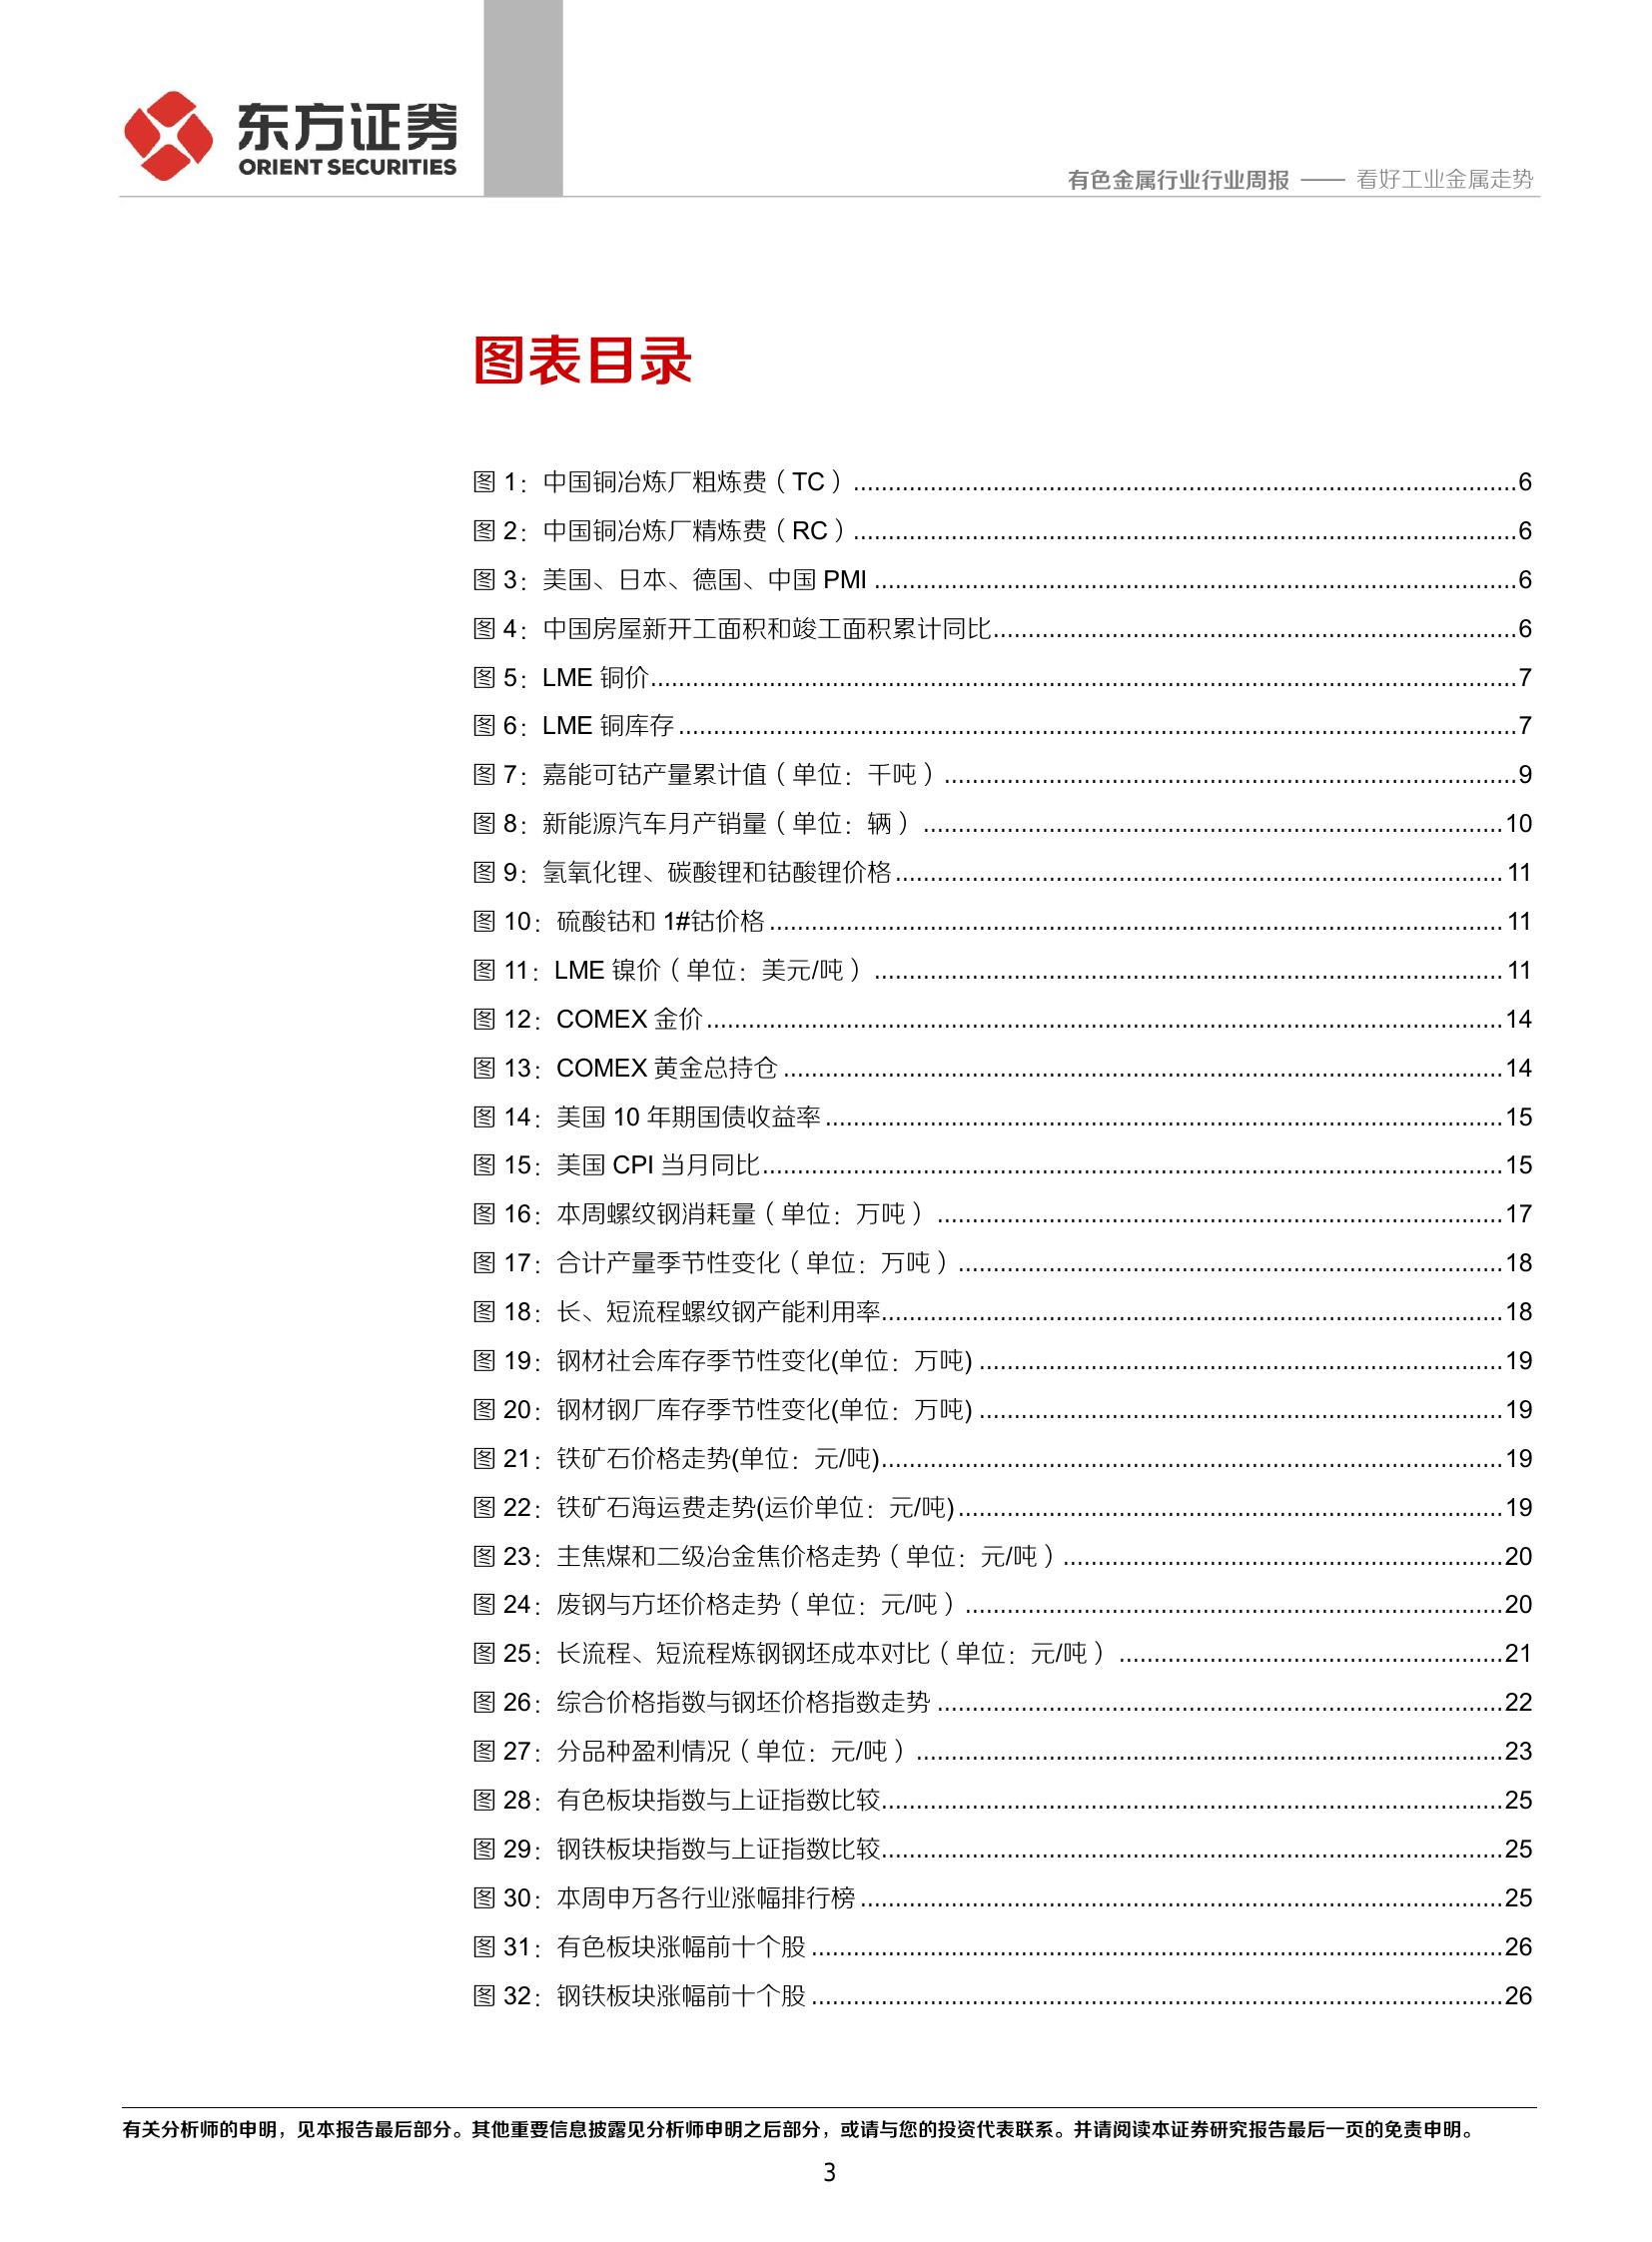 东方证券
ORIENT SECURITIES
有色金属行业行业周报 —— 看好工业金属走势
图表目录
图 1：中国铜冶炼厂粗炼费（TC）....................6
图 2：中国铜冶炼厂精炼费（RC）....................6
图 3：美国、日本、德国、中国 PMI ....................6
图 4：中国房屋新开工面积和竣工面积累计同比....................6
图 5：LME 铜价....................7
图 6：LME 铜库存....................7
图 7：嘉能可钴产量累计值（单位：千吨）....................9
图 8：新能源汽车月产销量（单位：辆）....................10
图 9：氢氧化锂、碳酸锂和钴酸锂价格....................11
图 10：硫酸钴和 1#钴价格....................11
图 11：LME 镍价（单位：美元/吨）....................11
图 12：COMEX 金价....................14
图 13：COMEX 黄金总持仓....................14
图 14：美国 10 年期国债收益率....................15
图 15：美国 CPI 当月同比....................15
图 16：本周螺纹钢消耗量（单位：万吨）....................17
图 17：合计产量季节性变化（单位：万吨）....................18
图 18：长、短流程螺纹钢产能利用率....................18
图 19：钢材社会库存季节性变化(单位：万吨)....................19
图 20：钢材钢厂库存季节性变化(单位：万吨)....................19
图 21：铁矿石价格走势(单位：元/吨)....................19
图 22：铁矿石海运费走势(运价单位：元/吨)....................19
图 23：主焦煤和二级冶金焦价格走势（单位：元/吨）....................20
图 24：废钢与方坯价格走势（单位：元/吨）....................20
图 25：长流程、短流程炼钢钢坯成本对比（单位：元/吨）....................21
图 26：综合价格指数与钢坯价格指数走势....................22
图 27：分品种盈利情况（单位：元/吨）....................23
图 28：有色板块指数与上证指数比较....................25
图 29：钢铁板块指数与上证指数比较....................25
图 30：本周申万各行业涨幅排行榜....................25
图 31：有色板块涨幅前十个股....................26
图 32：钢铁板块涨幅前十个股....................26
有关分析师的申明，见本报告最后部分。其他重要信息披露见分析师申明之后部分，或请与您的投资代表联系。并请阅读本证券研究报告最后一页的免责申明。
3